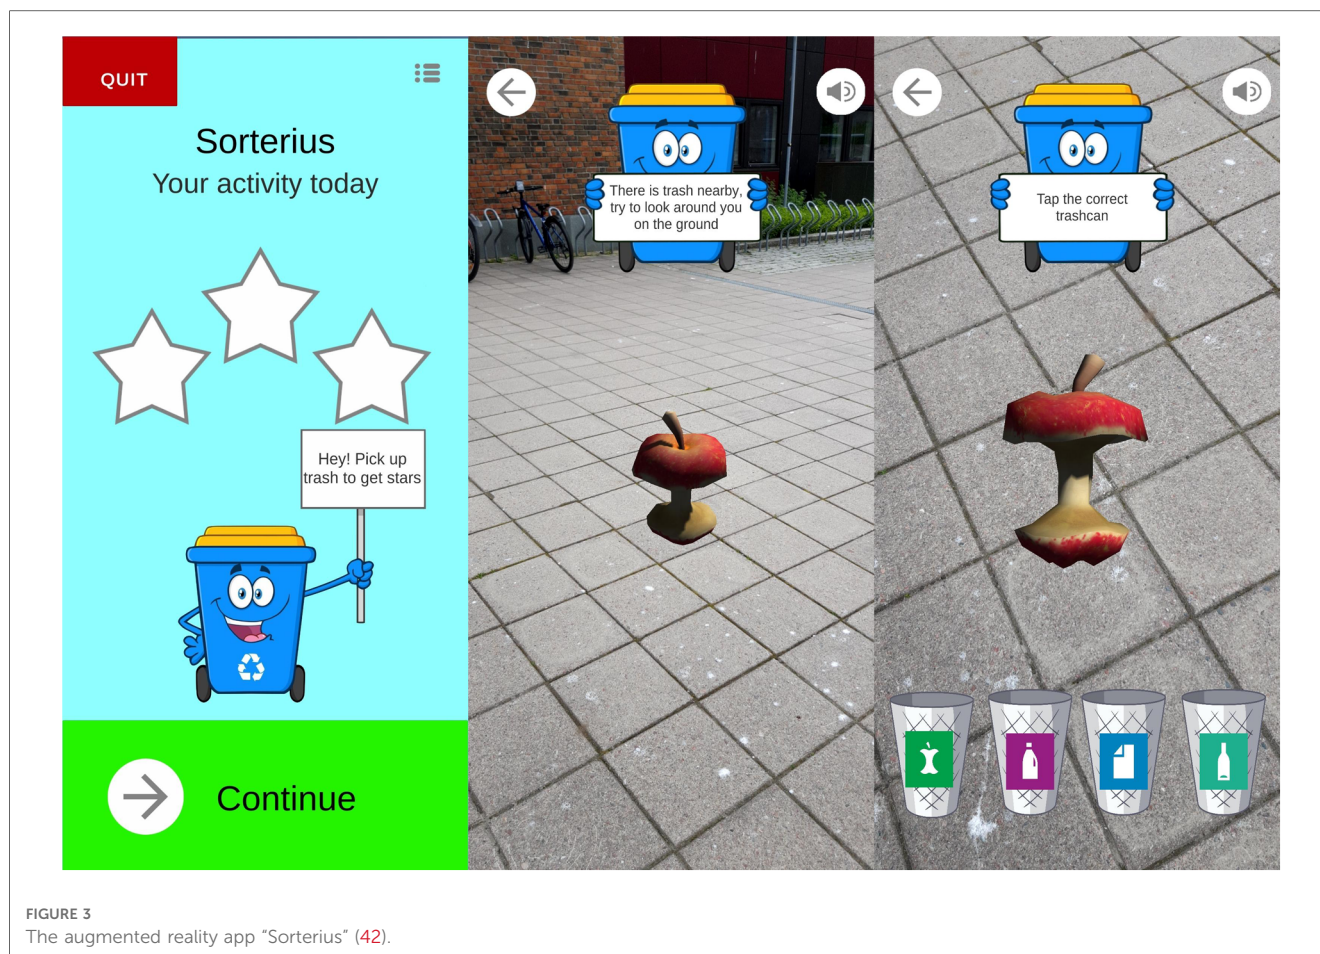 QUIT
Sorterius
Your activity today
Hey! Pick up
trash to get stars
Continue
There is trash nearby,
try to look around you
on the ground
Tap the correct
trashcan
FIGURE 3
The augmented reality app “Sorterius” (42).